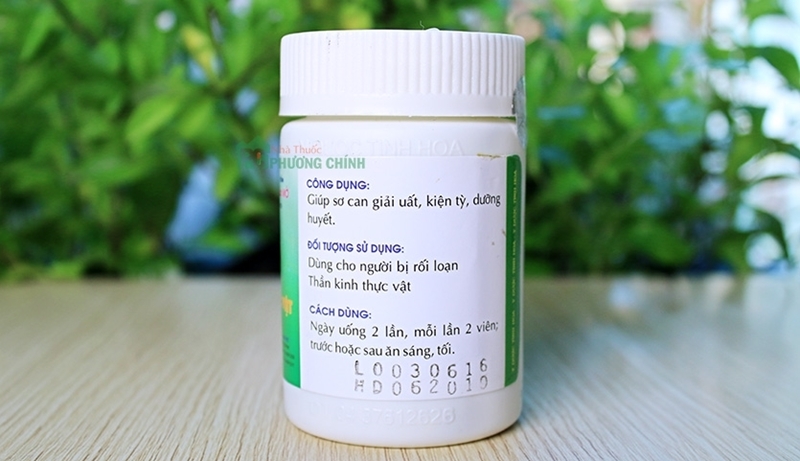 TINH HOA
Nhà Thuốc
PHƯƠNG CHÍNH
CÔNG DỤNG:
Giúp sơ can giải uất, kiện tỳ, dưỡng
huyết.
ĐỐI TƯỢNG SỬ DỤNG:
Dùng cho người bị rối loạn
Thần kinh thực vật
CÁCH DÙNG:
Ngày uống 2 lần, mỗi lần 2 viên;
trước hoặc sau ăn sáng, tối.
L0030616
HD062019